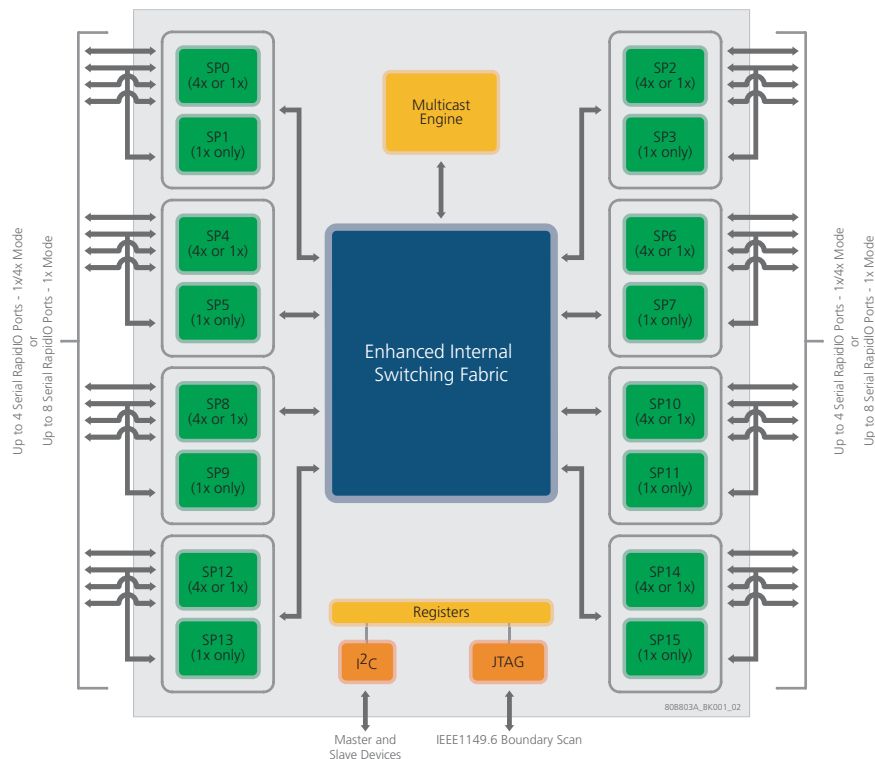 SP0
(4x or 1x)
SP1
(1x only)
SP4
(4x or 1x)
SP5
(1x only)
SP8
(4x or 1x)
SP9
(1x only)
SP12
(4x or 1x)
SP13
(1x only)
Up to 4 Serial RapidIO Ports - 1x/4x Mode
or
Up to 8 Serial RapidIO Ports - 1x Mode
Multicast
Engine
Enhanced Internal
Switching Fabric
Registers
I²C
JTAG
Master and
Slave Devices
IEEE1149.6 Boundary Scan
SP2
(4x or 1x)
SP3
(1x only)
SP6
(4x or 1x)
SP7
(1x only)
SP10
(4x or 1x)
SP11
(1x only)
SP14
(4x or 1x)
SP15
(1x only)
80B803A_BK001_02
Up to 4 Serial RapidIO Ports - 1x/4x Mode
or
Up to 8 Serial RapidIO Ports - 1x Mode